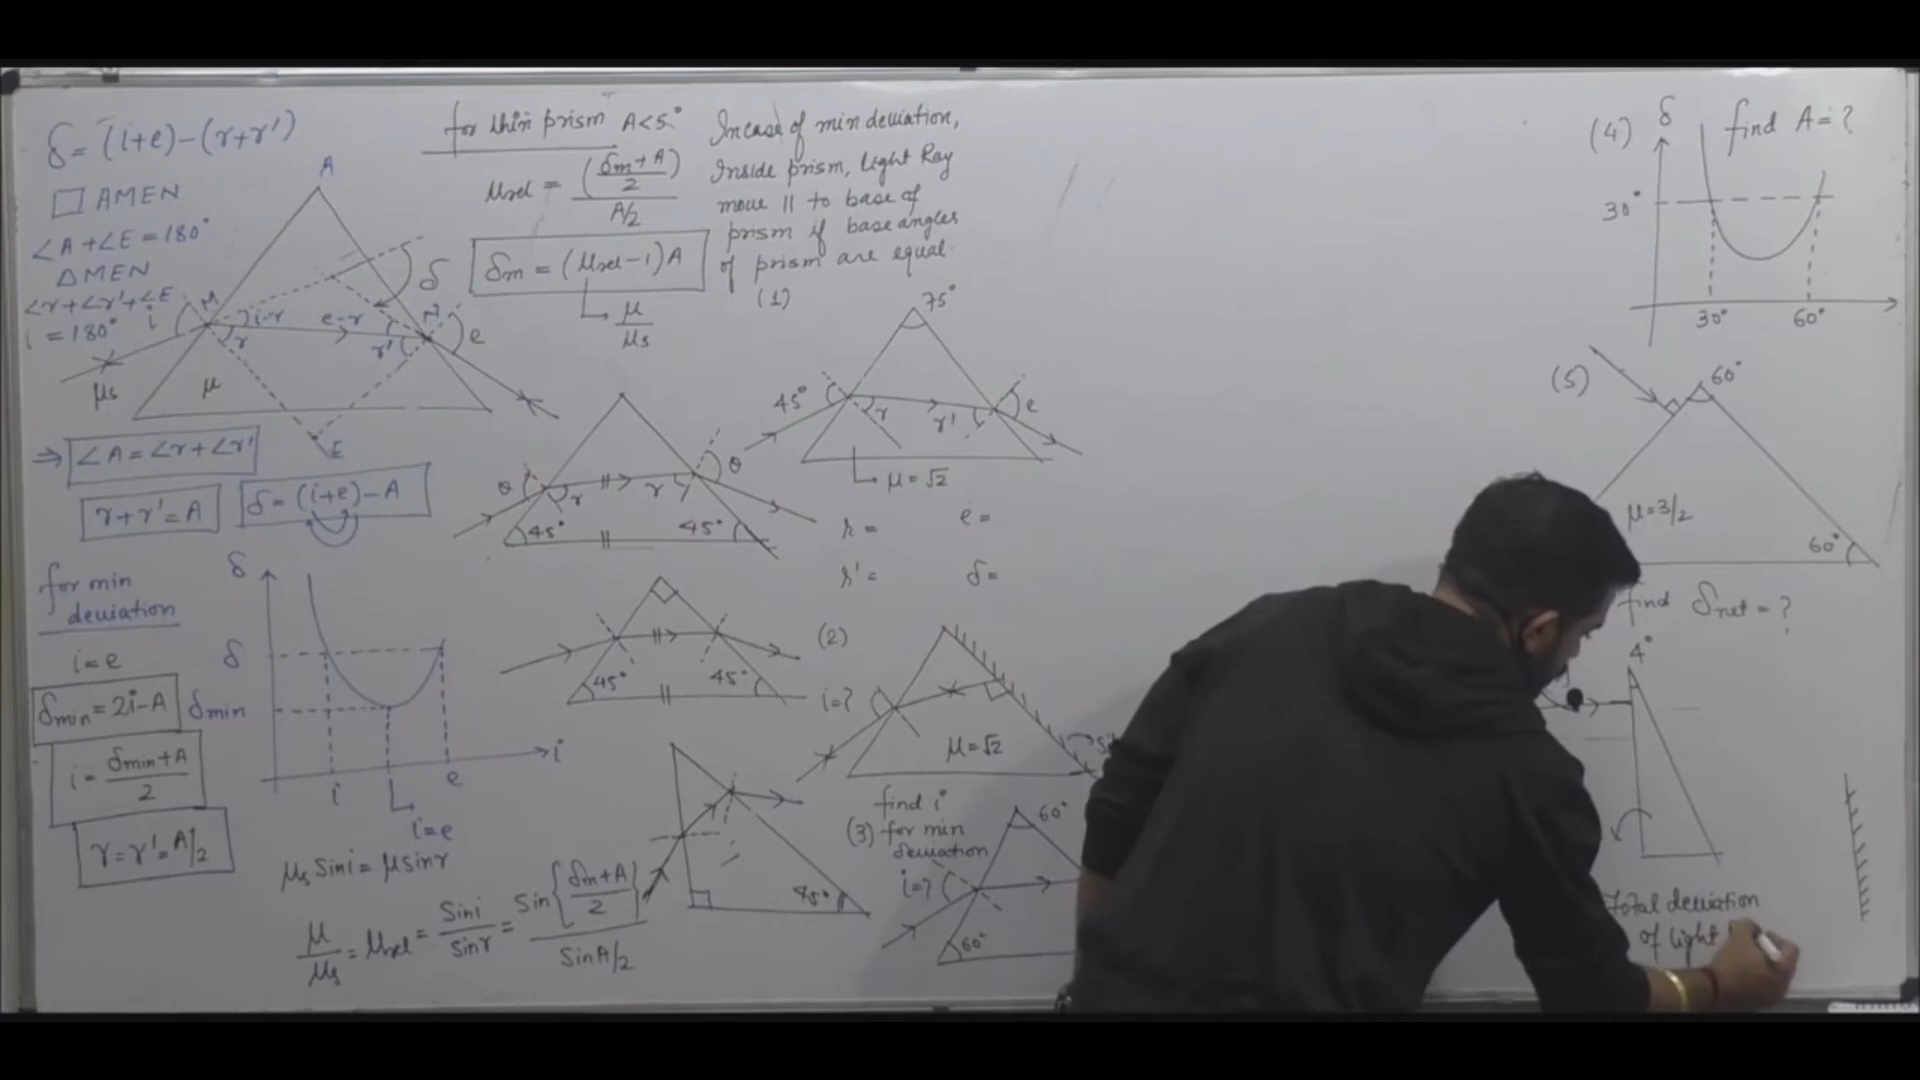 δ = (i+e) − (r+r')
□ AMEN
∠A + ∠E = 180°
Δ MEN
∠r + ∠r' + ∠E
= 180°
A
M
N
E
i
i-r
e-r
r
r'
e
δ
μs
μ
⇒ ∠A = ∠r + ∠r'
r + r' = A
δ = (i+e) − A
for min
deviation
i = e
δmin = 2i − A
i = (δmin + A)/2
r = r' = A/2
δ
δ
δmin
i
e
i
i = e
μs Sin i = μ sin r
μ/μs = μrel = Sin i / Sin r = Sin{(δm + A)/2} / Sin A/2
for thin prism A < 5°
μrel = ((δm + A)/2) / (A/2)
δm = (μrel − 1) A
μ/μs
In case of min deviation,
Inside prism, Light Ray
move || to base of
prism if base angles
of prism are equal.
θ
r
r
θ
45°
45°
45°
45°
45°
(1)
75°
45°
r
r'
e
μ = √2
r =
e =
r' =
δ =
(2)
i = ?
μ = √2
find i
(3) for min
deviation
i = ?
60°
60°
(4)
δ
find A = ?
30°
30°
60°
(5)
60°
μ = 3/2
60°
find δnet = ?
4°
Total deviation
of light